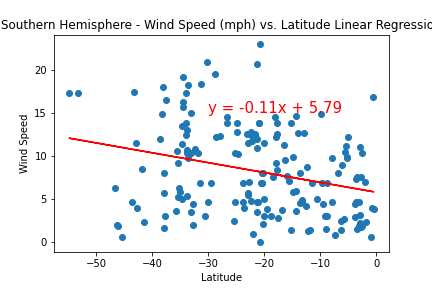 Southern Hemisphere - Wind Speed (mph) vs. Latitude Linear Regressio
20
15
10
5
0
y = -0.11x + 5.79
Wind Speed
−50
−40
−30
−20
−10
0
Latitude